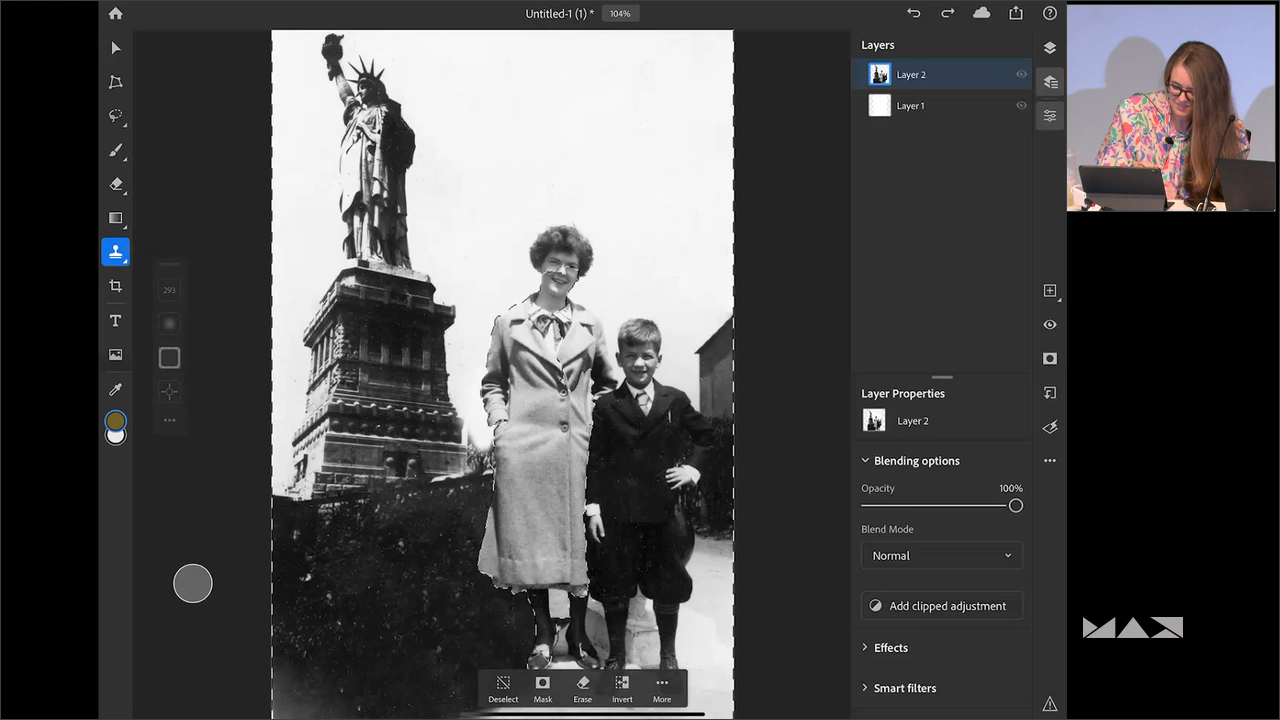 Untitled-1 (1) *
104%
Layers
Layer 2
Layer 1
293
T
Layer Properties
Layer 2
Blending options
Opacity
100%
Blend Mode
Normal
Add clipped adjustment
Effects
Smart filters
Deselect
Mask
Erase
Invert
More
MAX